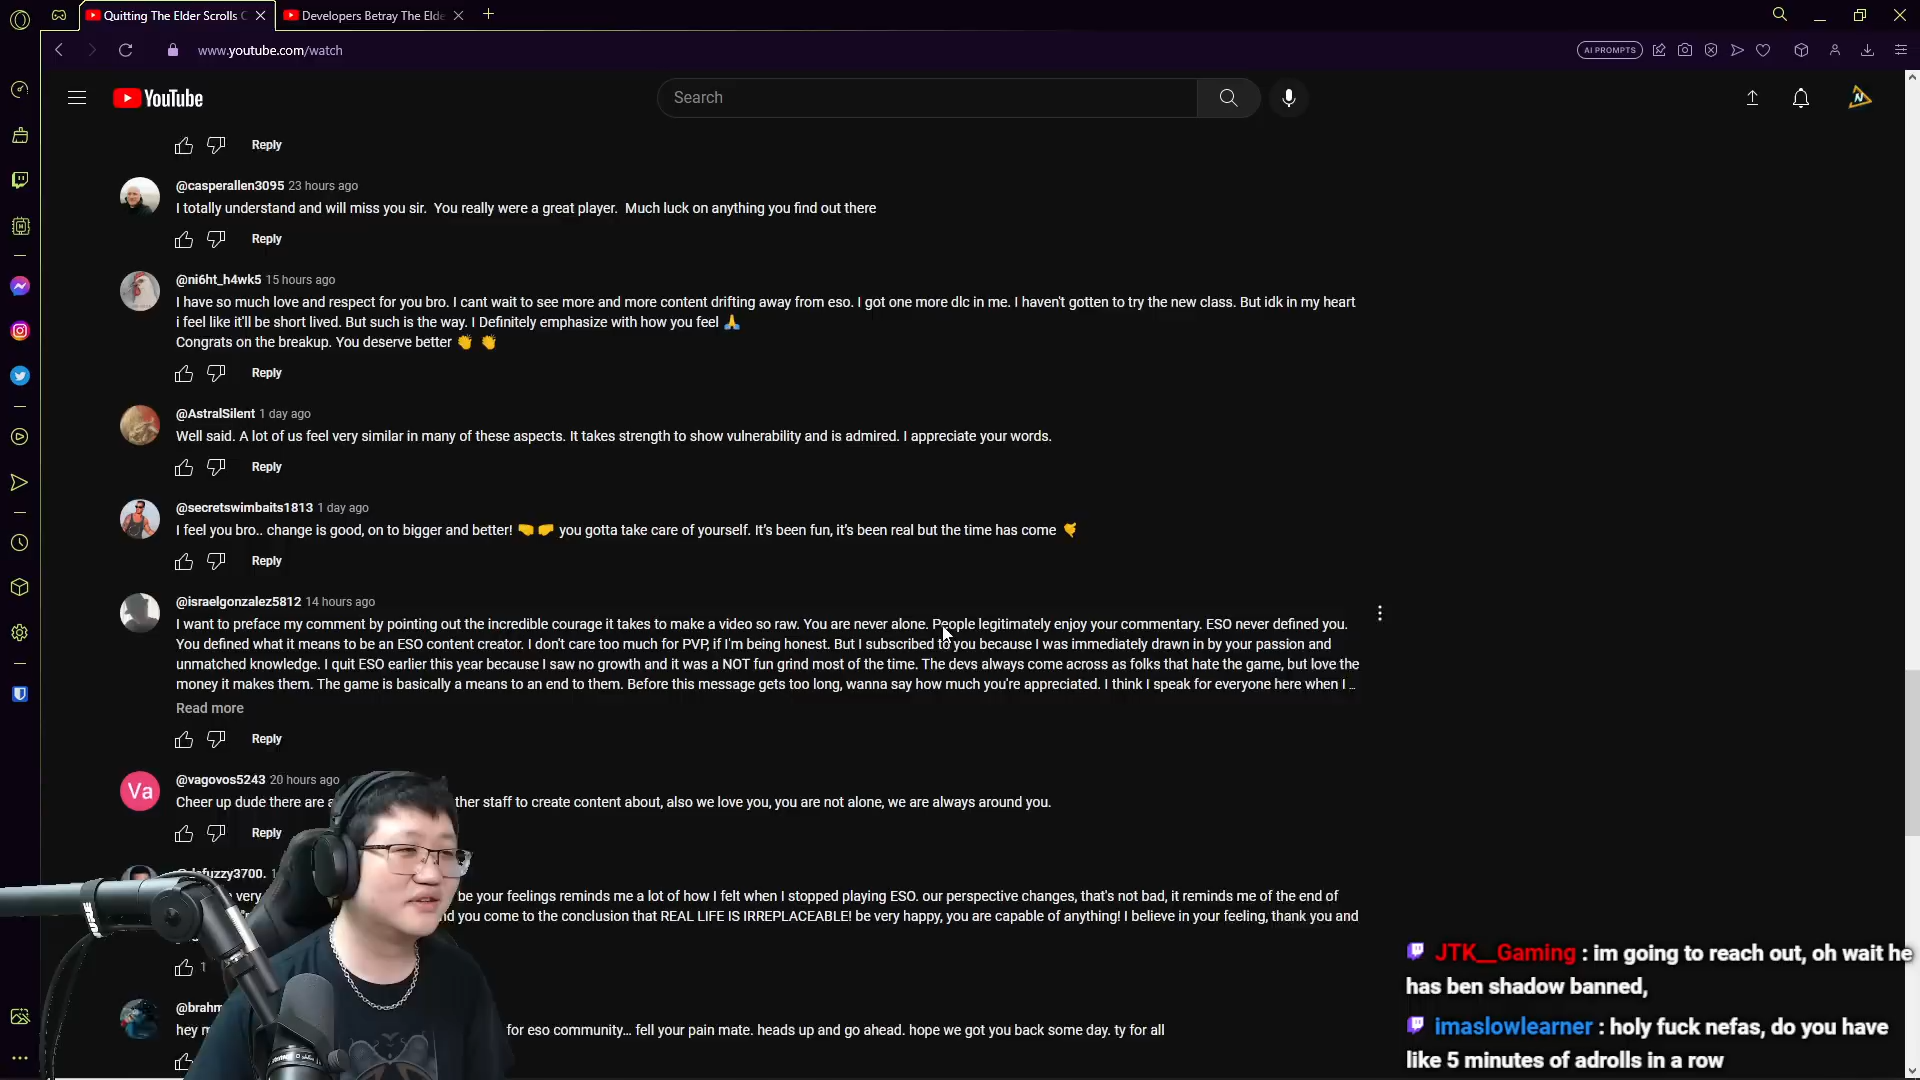 Quitting The Elder Scrolls
Developers Betray The Elde
www.youtube.com/watch
AI PROMPTS
YouTube
Search
Reply
@casperallen3095 23 hours ago
I totally understand and will miss you sir. You really were a great player. Much luck on anything you find out there
Reply
@ni6ht_h4wk5 15 hours ago
I have so much love and respect for you bro. I cant wait to see more and more content drifting away from eso. I got one more dlc in me. I haven't gotten to try the new class. But idk in my heart
i feel like it'll be short lived. But such is the way. I Definitely emphasize with how you feel 🙏
Congrats on the breakup. You deserve better 👏 👏
Reply
@AstralSilent 1 day ago
Well said. A lot of us feel very similar in many of these aspects. It takes strength to show vulnerability and is admired. I appreciate your words.
Reply
@secretswimbaits1813 1 day ago
I feel you bro.. change is good, on to bigger and better! 🤜 🤛 you gotta take care of yourself. It's been fun, it's been real but the time has come
Reply
@israelgonzalez5812 14 hours ago
I want to preface my comment by pointing out the incredible courage it takes to make a video so raw. You are never alone. People legitimately enjoy your commentary. ESO never defined you.
You defined what it means to be an ESO content creator. I don't care too much for PVP, if I'm being honest. But I subscribed to you because I was immediately drawn in by your passion and
unmatched knowledge. I quit ESO earlier this year because I saw no growth and it was a NOT fun grind most of the time. The devs always come across as folks that hate the game, but love the
money it makes them. The game is basically a means to an end to them. Before this message gets too long, wanna say how much you're appreciated. I think I speak for everyone here when I ...
Read more
Reply
@vagovos5243 20 hours ago
Va
Cheer up dude there are ther staff to create content about, also we love you, you are not alone, we are always around you.
Reply
fuzzy3700.
very be your feelings reminds me a lot of how I felt when I stopped playing ESO. our perspective changes, that's not bad, it reminds me of the end of
you come to the conclusion that REAL LIFE IS IRREPLACEABLE! be very happy, you are capable of anything! I believe in your feeling, thank you and
1
@brahm
hey m for eso community... fell your pain mate. heads up and go ahead. hope we got you back some day. ty for all
SHURE
JTK__Gaming : im going to reach out, oh wait he
has ben shadow banned,
imaslowlearner : holy fuck nefas, do you have
like 5 minutes of adrolls in a row